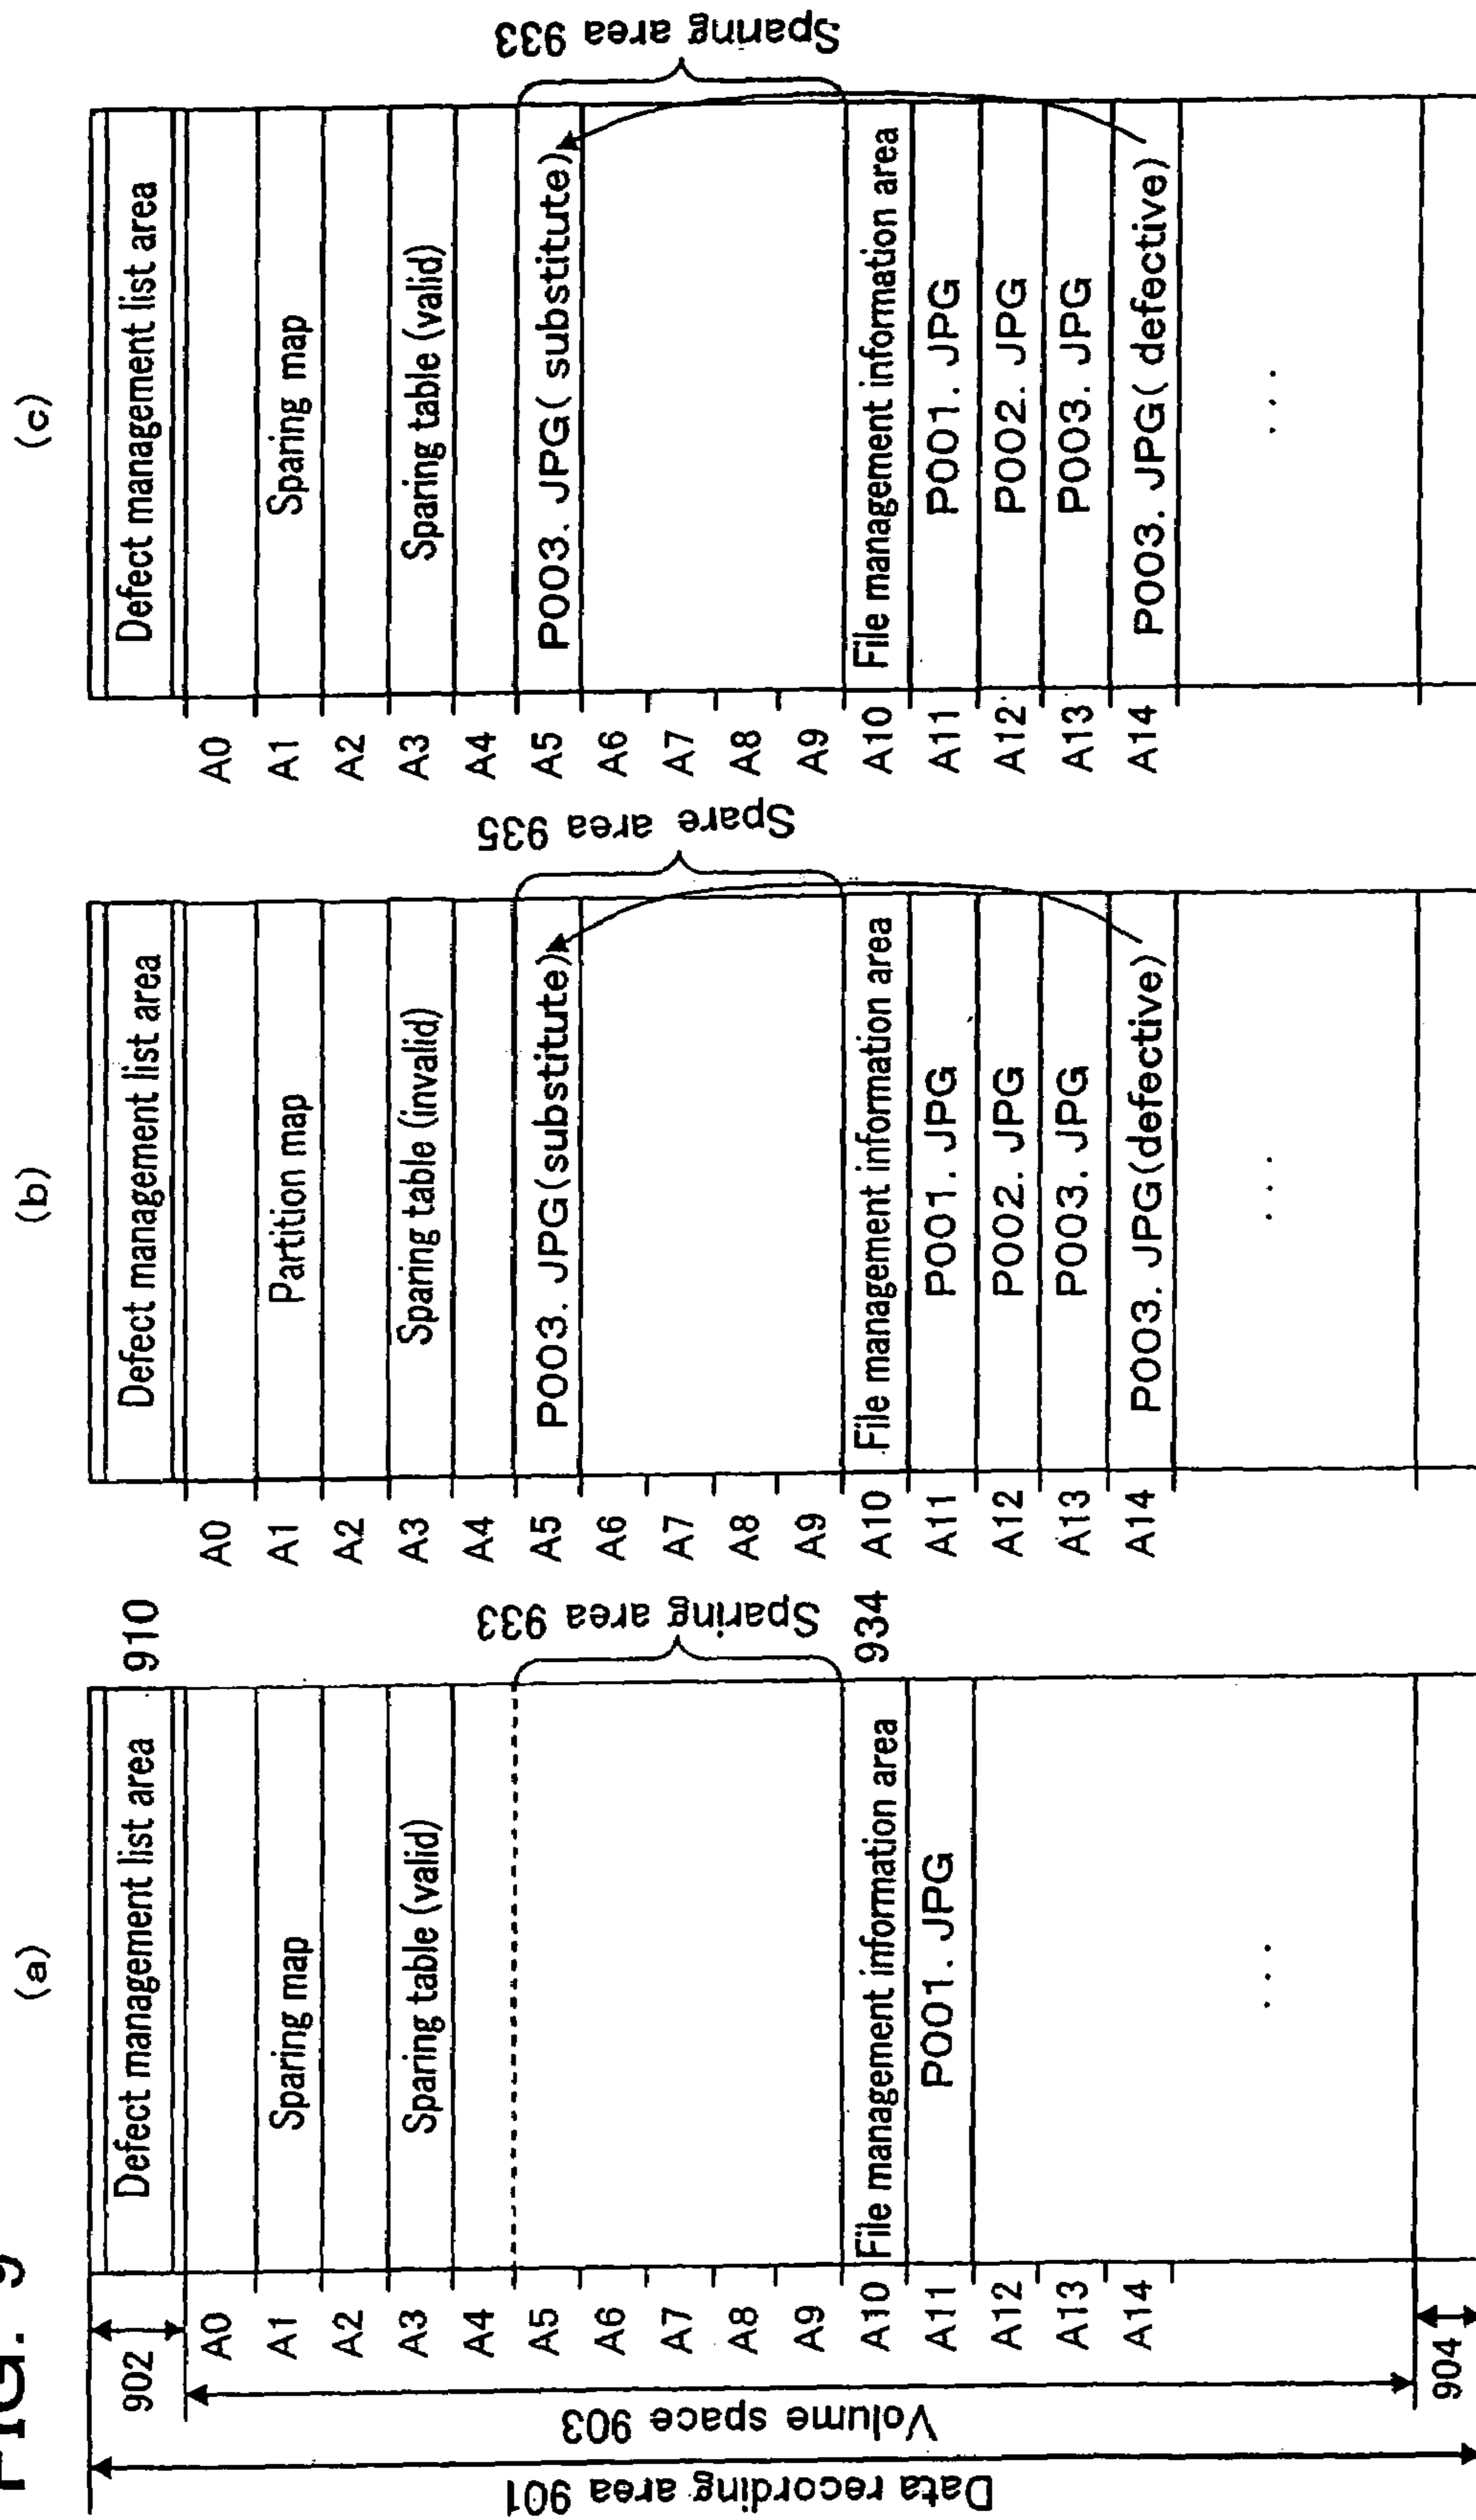 FIG. 9
(a)
Data recording area 901
Volume space 903
902
904
Defect management list area
910
A0
A1
Sparing map
A2
A3
Sparing table (valid)
A4
A5
A6
A7
A8
A9
Sparing area 933
A10
File management information area
934
A11
P001. JPG
A12
A13
A14
. . .
(b)
Defect management list area
A0
A1
Partition map
A2
A3
Sparing table (invalid)
A4
A5
P003. JPG(substitute)
A6
A7
A8
A9
Spare area 935
A10
File management information area
A11
P001. JPG
A12
P002. JPG
A13
P003. JPG
A14
P003. JPG(defective)
. . .
(c)
Defect management list area
A0
A1
Sparing map
A2
A3
Sparing table (valid)
A4
A5
P003. JPG( substitute)
A6
A7
A8
A9
Sparing area 933
A10
File management information area
A11
P001. JPG
A12
P002. JPG
A13
P003. JPG
A14
P003. JPG( defective)
. . .